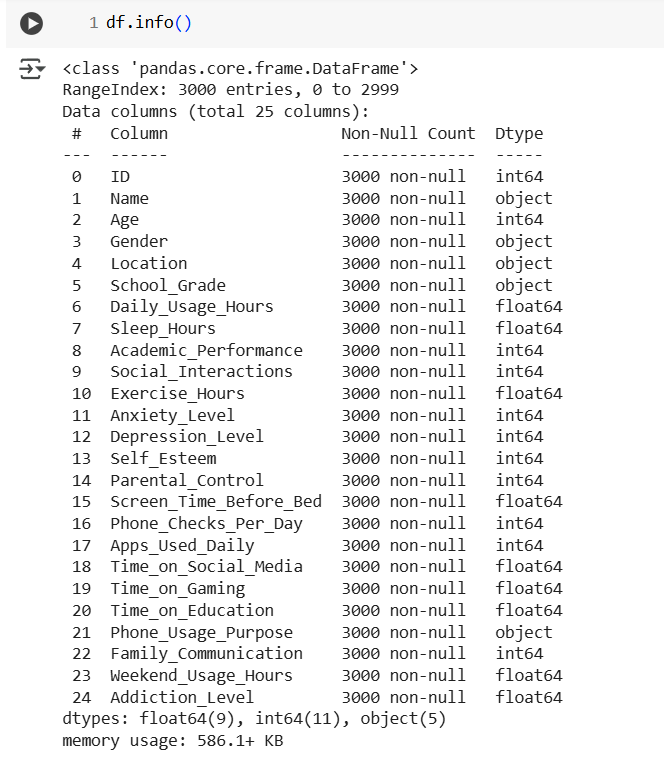 1 df.info()
<class 'pandas.core.frame.DataFrame'>
RangeIndex: 3000 entries, 0 to 2999
Data columns (total 25 columns):
 #   Column                  Non-Null Count  Dtype
---  ------                  --------------  -----
 0   ID                      3000 non-null   int64
 1   Name                    3000 non-null   object
 2   Age                     3000 non-null   int64
 3   Gender                  3000 non-null   object
 4   Location                3000 non-null   object
 5   School_Grade            3000 non-null   object
 6   Daily_Usage_Hours       3000 non-null   float64
 7   Sleep_Hours             3000 non-null   float64
 8   Academic_Performance    3000 non-null   int64
 9   Social_Interactions     3000 non-null   int64
 10  Exercise_Hours          3000 non-null   float64
 11  Anxiety_Level           3000 non-null   int64
 12  Depression_Level        3000 non-null   int64
 13  Self_Esteem             3000 non-null   int64
 14  Parental_Control        3000 non-null   int64
 15  Screen_Time_Before_Bed  3000 non-null   float64
 16  Phone_Checks_Per_Day    3000 non-null   int64
 17  Apps_Used_Daily         3000 non-null   int64
 18  Time_on_Social_Media    3000 non-null   float64
 19  Time_on_Gaming          3000 non-null   float64
 20  Time_on_Education       3000 non-null   float64
 21  Phone_Usage_Purpose     3000 non-null   object
 22  Family_Communication    3000 non-null   int64
 23  Weekend_Usage_Hours     3000 non-null   float64
 24  Addiction_Level         3000 non-null   float64
dtypes: float64(9), int64(11), object(5)
memory usage: 586.1+ KB